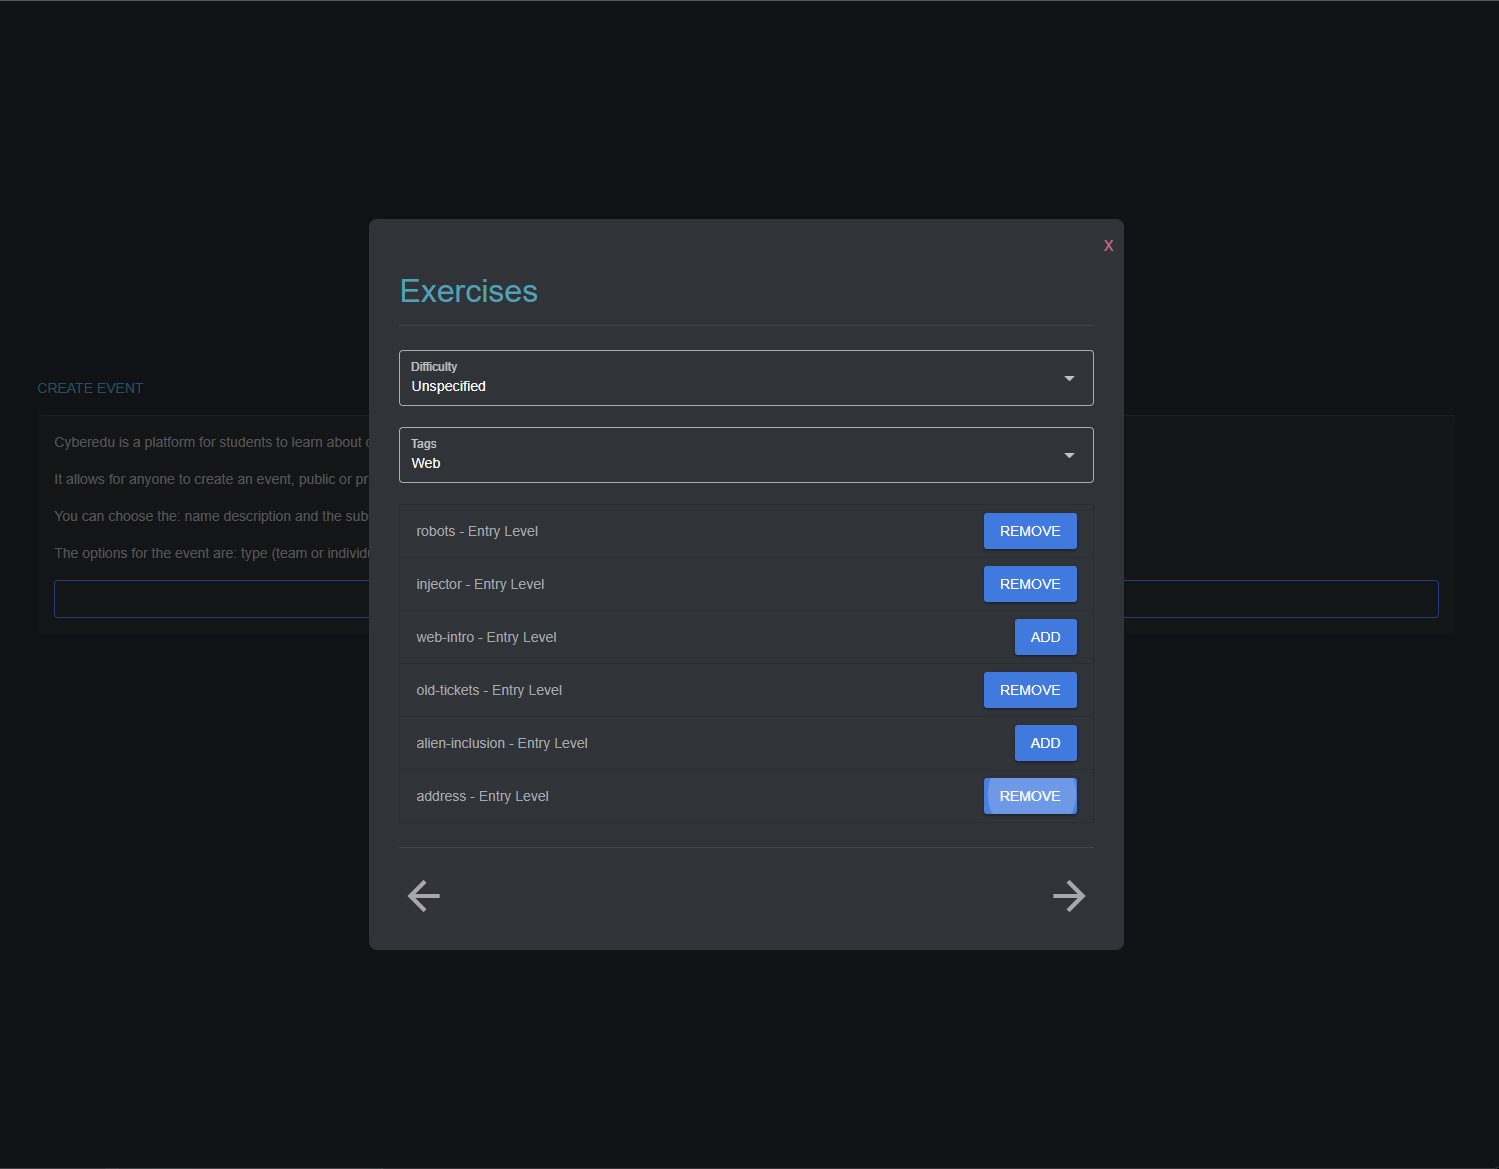 X
Exercises
Difficulty
Unspecified
CREATE EVENT
Cyberedu is a platform for students to learn about
Tags
Web
It allows for anyone to create an event, public or
You can choose the: name description and the
The options for the event are: type (team or
robots - Entry Level REMOVE
injector - Entry Level REMOVE
web-intro - Entry Level ADD
old-tickets - Entry Level REMOVE
alien-inclusion - Entry Level ADD
address - Entry Level REMOVE